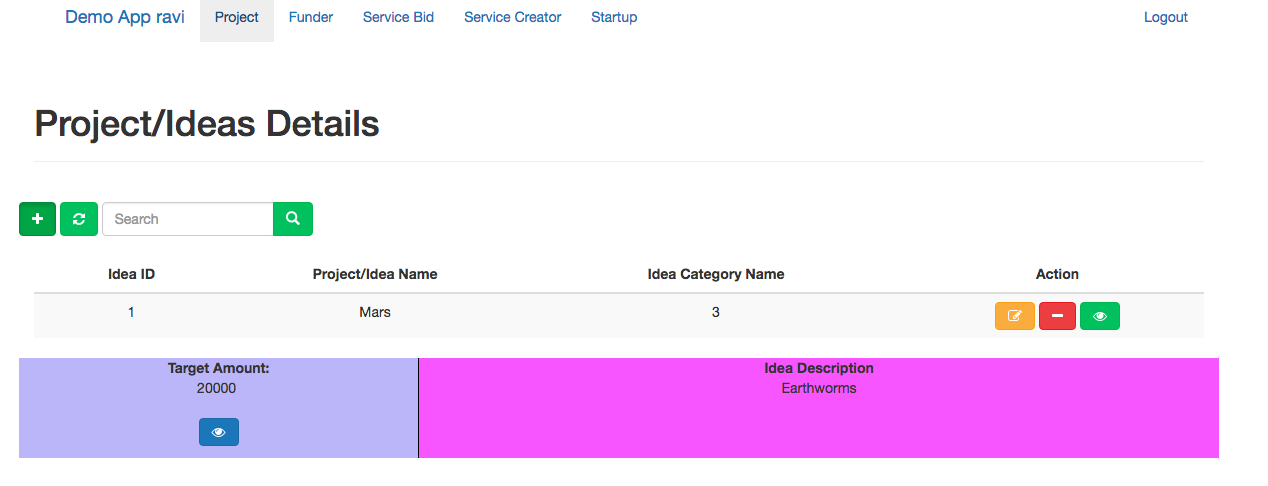 Demo App ravi Project Funder Service Bid Service Creator Startup Logout
Project/Ideas Details
Search
Idea ID Project/Idea Name Idea Category Name Action
1 Mars 3
Target Amount: Idea Description
20000 Earthworms